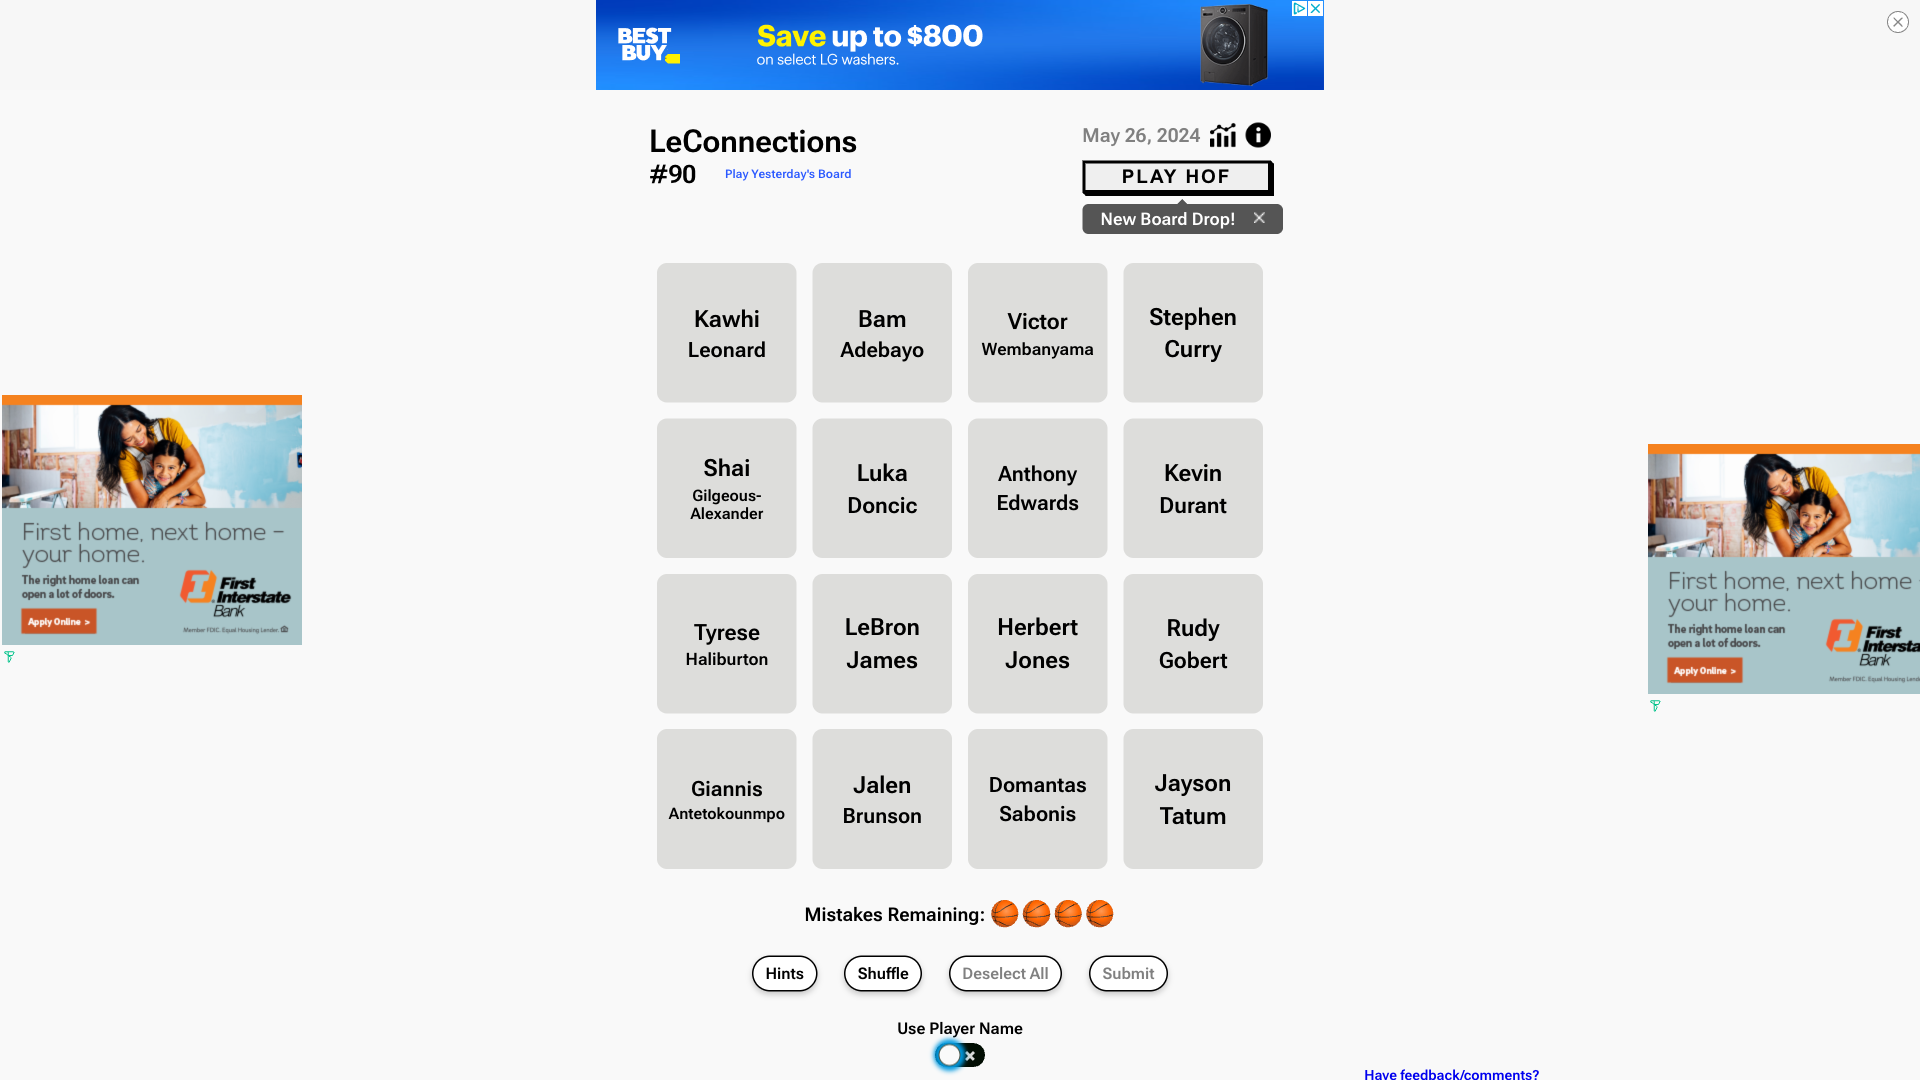 BEST
BUY
Save up to $800
on select LG washers.
LeConnections
#90
Play Yesterday's Board
May 26, 2024
PLAY HOF
New Board Drop!
Kawhi
Leonard
Bam
Adebayo
Victor
Wembanyama
Stephen
Curry
Shai
Gilgeous-
Alexander
Luka
Doncic
Anthony
Edwards
Kevin
Durant
Tyrese
Haliburton
LeBron
James
Herbert
Jones
Rudy
Gobert
Giannis
Antetokounmpo
Jalen
Brunson
Domantas
Sabonis
Jayson
Tatum
Mistakes Remaining:
Hints
Shuffle
Deselect All
Submit
Use Player Name
Have feedback/comments?
First home, next home –
your home.
The right home loan can
open a lot of doors.
Apply Online >
First
Interstate
Bank
Member FDIC. Equal Housing Lender.
First home, next home
your home.
The right home loan can
open a lot of doors.
Apply Online >
First
Intersta
Bank
Member FDIC. Equal Housing Lend